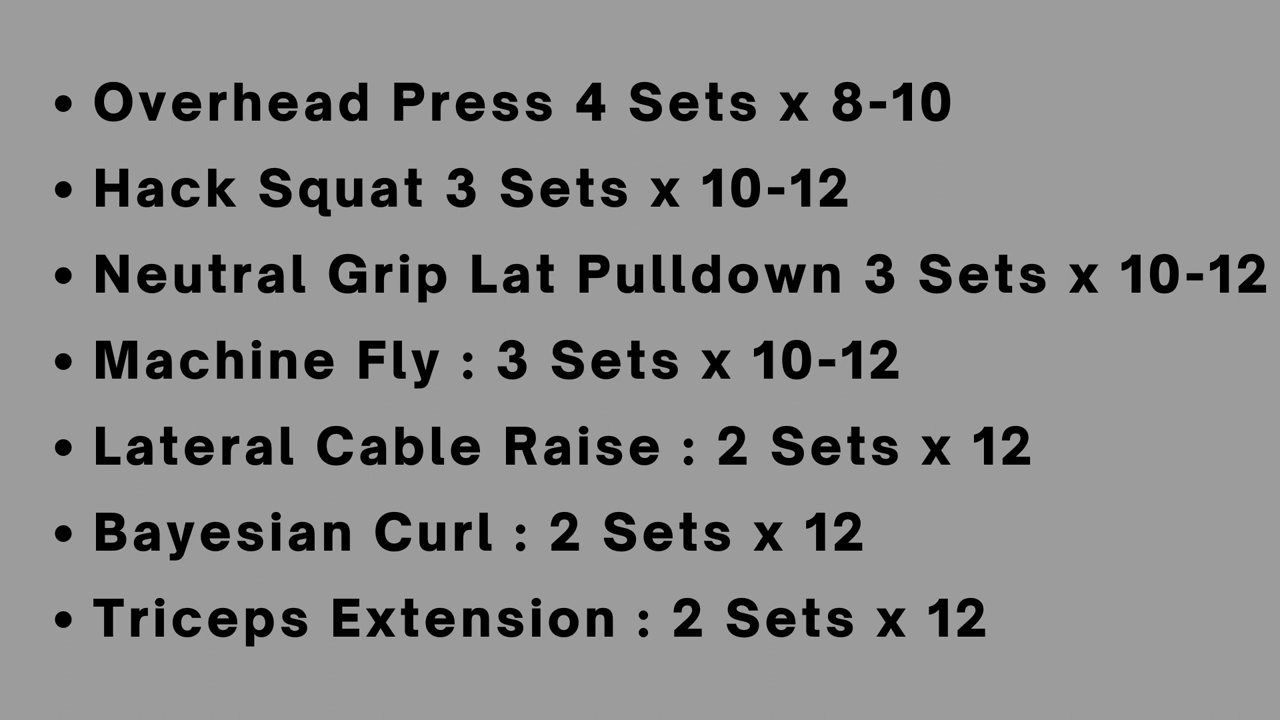 • Overhead Press 4 Sets x 8-10
• Hack Squat 3 Sets x 10-12
• Neutral Grip Lat Pulldown 3 Sets x 10-12
• Machine Fly : 3 Sets x 10-12
• Lateral Cable Raise : 2 Sets x 12
• Bayesian Curl : 2 Sets x 12
• Triceps Extension : 2 Sets x 12